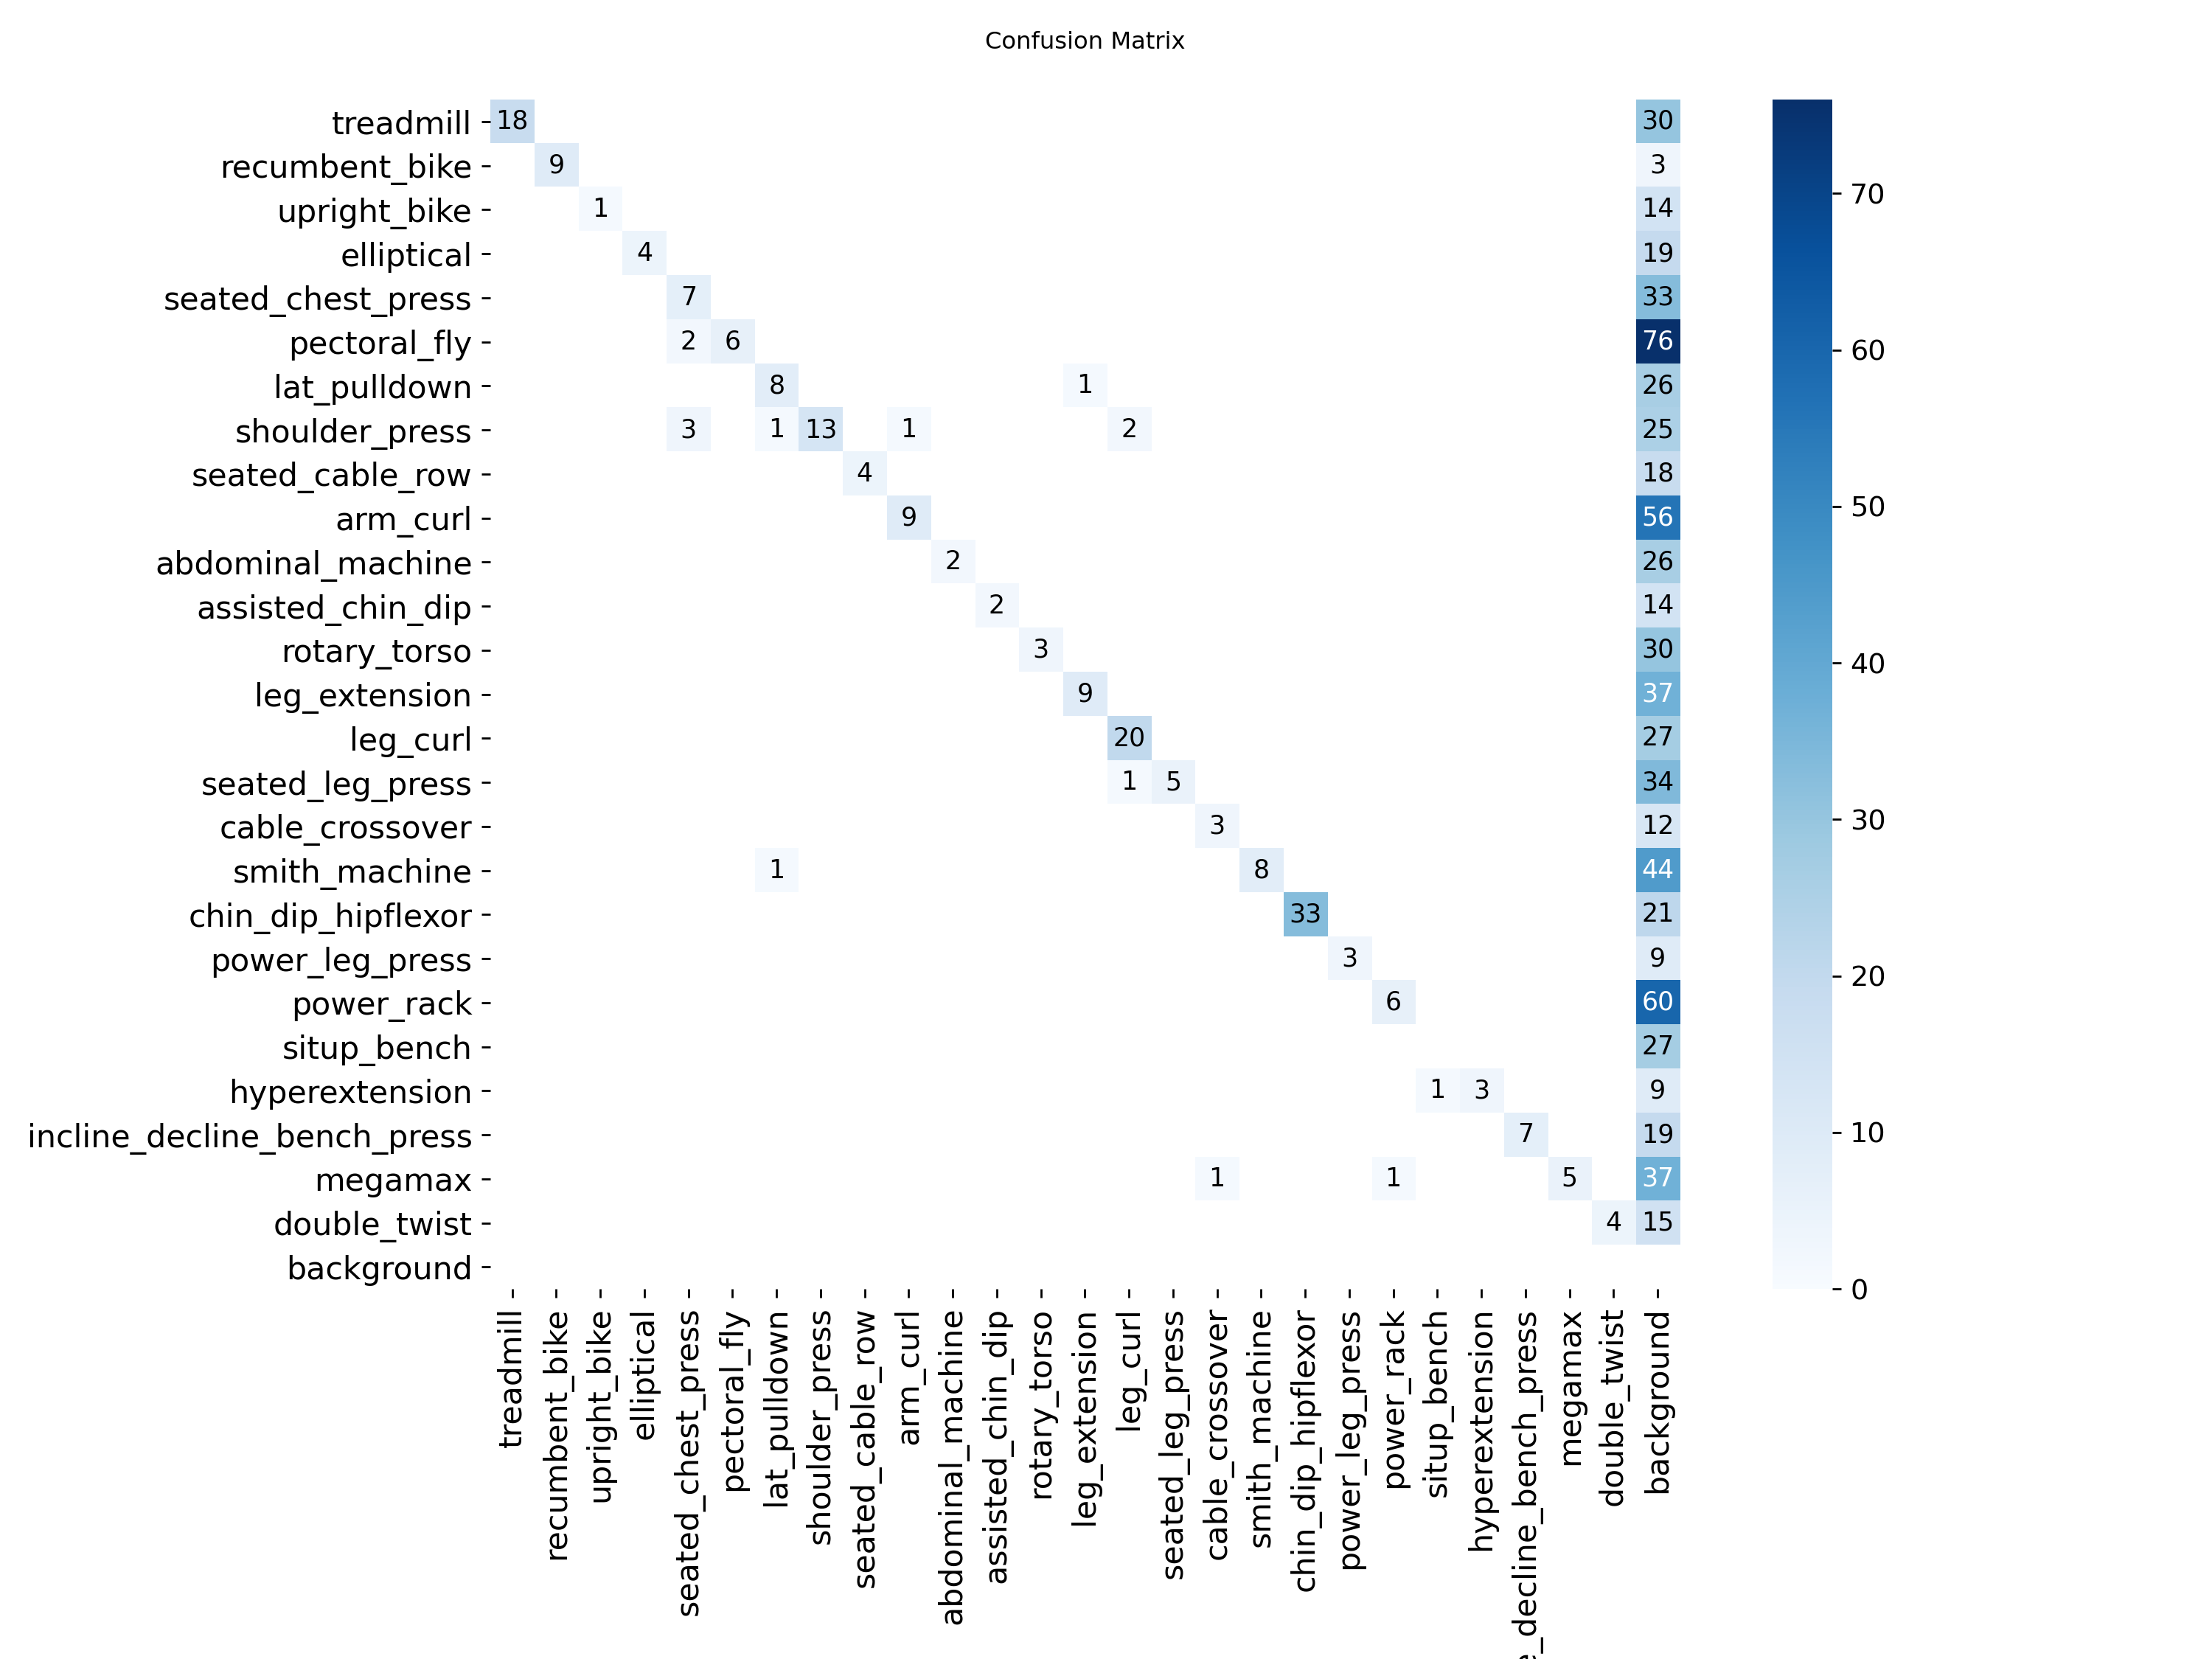 Confusion Matrix
treadmill 18 30
recumbent_bike 9 3
upright_bike 1 14
elliptical 4 19
seated_chest_press 7 33
pectoral_fly 2 6 76
lat_pulldown 8 1 26
shoulder_press 3 1 13 1 2 25
seated_cable_row 4 18
arm_curl 9 56
abdominal_machine 2 26
assisted_chin_dip 2 14
rotary_torso 3 30
leg_extension 9 37
leg_curl 20 27
seated_leg_press 1 5 34
cable_crossover 3 12
smith_machine 1 8 44
chin_dip_hipflexor 33 21
power_leg_press 3 9
power_rack 6 60
situp_bench 27
hyperextension 1 3 9
incline_decline_bench_press 7 19
megamax 1 1 5 37
double_twist 4 15
background
treadmill
recumbent_bike
upright_bike
elliptical
seated_chest_press
pectoral_fly
lat_pulldown
shoulder_press
seated_cable_row
arm_curl
abdominal_machine
assisted_chin_dip
rotary_torso
leg_extension
leg_curl
seated_leg_press
cable_crossover
smith_machine
chin_dip_hipflexor
power_leg_press
power_rack
situp_bench
hyperextension
e_decline_bench_press
megamax
double_twist
background
70
60
50
40
30
20
10
0